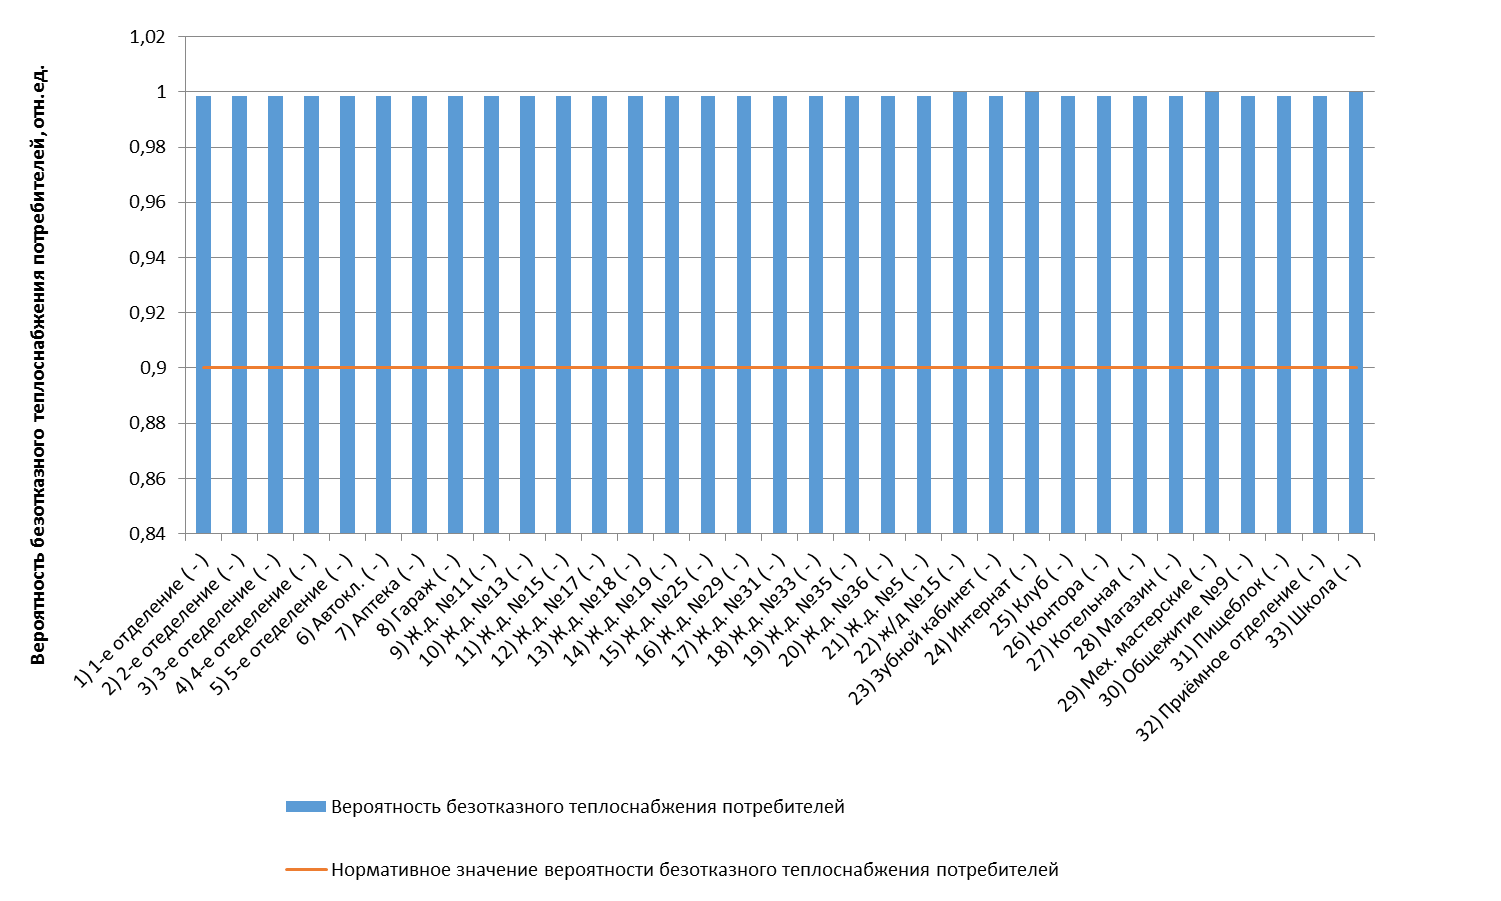 Вероятность безотказного теплоснабжения потребителей, отн.ед.
1,02
1
0,98
0,96
0,94
0,92
0,9
0,88
0,86
0,84
1) 1-е отделение ( - )
2) 2-е отеделение ( - )
3) 3-е отеделение ( - )
4) 4-е отеделение ( - )
5) 5-е отеделение ( - )
6) Автокл. ( - )
7) Аптека ( - )
8) Гараж ( - )
9) Ж.д. №11 ( - )
10) Ж.д. №13 ( - )
11) Ж.д. №15 ( - )
12) Ж.д. №17 ( - )
13) Ж.д. №18 ( - )
14) Ж.д. №19 ( - )
15) Ж.д. №25 ( - )
16) Ж.д. №29 ( - )
17) Ж.д. №31 ( - )
18) Ж.д. №33 ( - )
19) Ж.д. №35 ( - )
20) Ж.д. №36 ( - )
21) Ж.д. №5 ( - )
22) ж/д №15 ( - )
23) Зубной кабинет ( - )
24) Интернат ( - )
25) Клуб ( - )
26) Контора ( - )
27) Котельная ( - )
28) Магазин ( - )
29) Мех. мастерские ( - )
30) Общежитие №9 ( - )
31) Пищеблок ( - )
32) Приёмное отделение ( - )
33) Школа ( - )
Вероятность безотказного теплоснабжения потребителей
Нормативное значение вероятности безотказного теплоснабжения потребителей